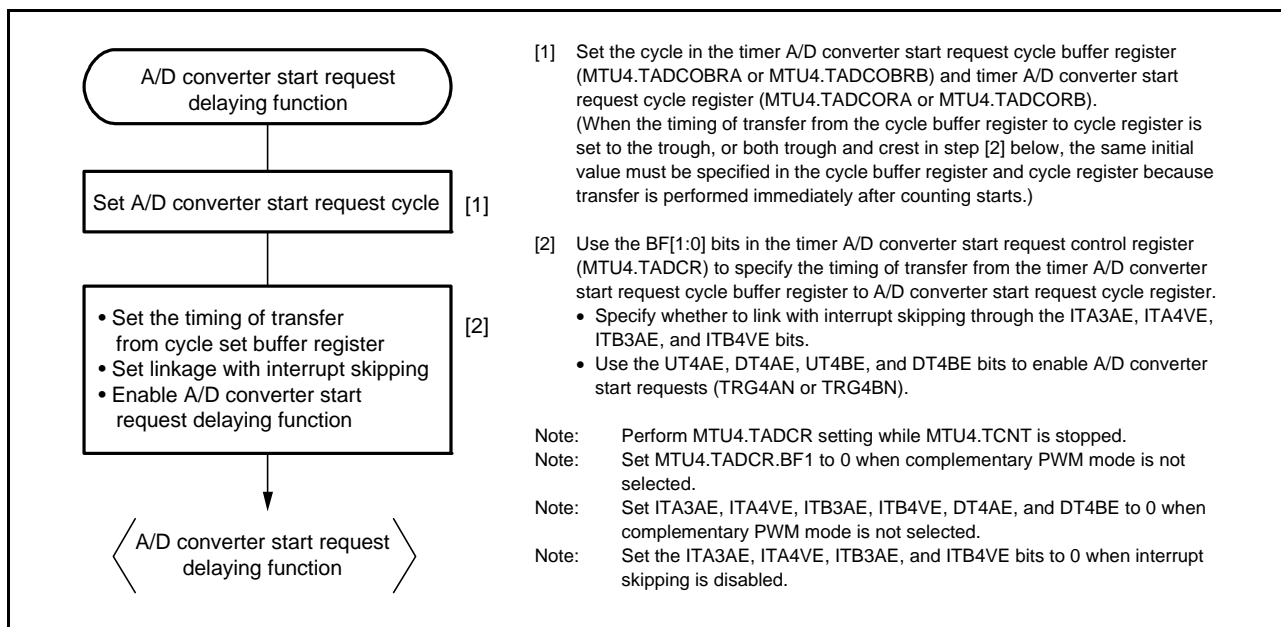 A/D converter start request
delaying function
Set A/D converter start request cycle
[1]
• Set the timing of transfer
from cycle set buffer register
• Set linkage with interrupt skipping
• Enable A/D converter start
request delaying function
[2]
A/D converter start request
delaying function
[1] Set the cycle in the timer A/D converter start request cycle buffer register
(MTU4.TADCOBRA or MTU4.TADCOBRB) and timer A/D converter start
request cycle register (MTU4.TADCORA or MTU4.TADCORB).
(When the timing of transfer from the cycle buffer register to cycle register is
set to the trough, or both trough and crest in step [2] below, the same initial
value must be specified in the cycle buffer register and cycle register because
transfer is performed immediately after counting starts.)
[2] Use the BF[1:0] bits in the timer A/D converter start request control register
(MTU4.TADCR) to specify the timing of transfer from the timer A/D converter
start request cycle buffer register to A/D converter start request cycle register.
• Specify whether to link with interrupt skipping through the ITA3AE, ITA4VE,
ITB3AE, and ITB4VE bits.
• Use the UT4AE, DT4AE, UT4BE, and DT4BE bits to enable A/D converter
start requests (TRG4AN or TRG4BN).
Note: Perform MTU4.TADCR setting while MTU4.TCNT is stopped.
Note: Set MTU4.TADCR.BF1 to 0 when complementary PWM mode is not
selected.
Note: Set ITA3AE, ITA4VE, ITB3AE, ITB4VE, DT4AE, and DT4BE to 0 when
complementary PWM mode is not selected.
Note: Set the ITA3AE, ITA4VE, ITB3AE, and ITB4VE bits to 0 when interrupt
skipping is disabled.